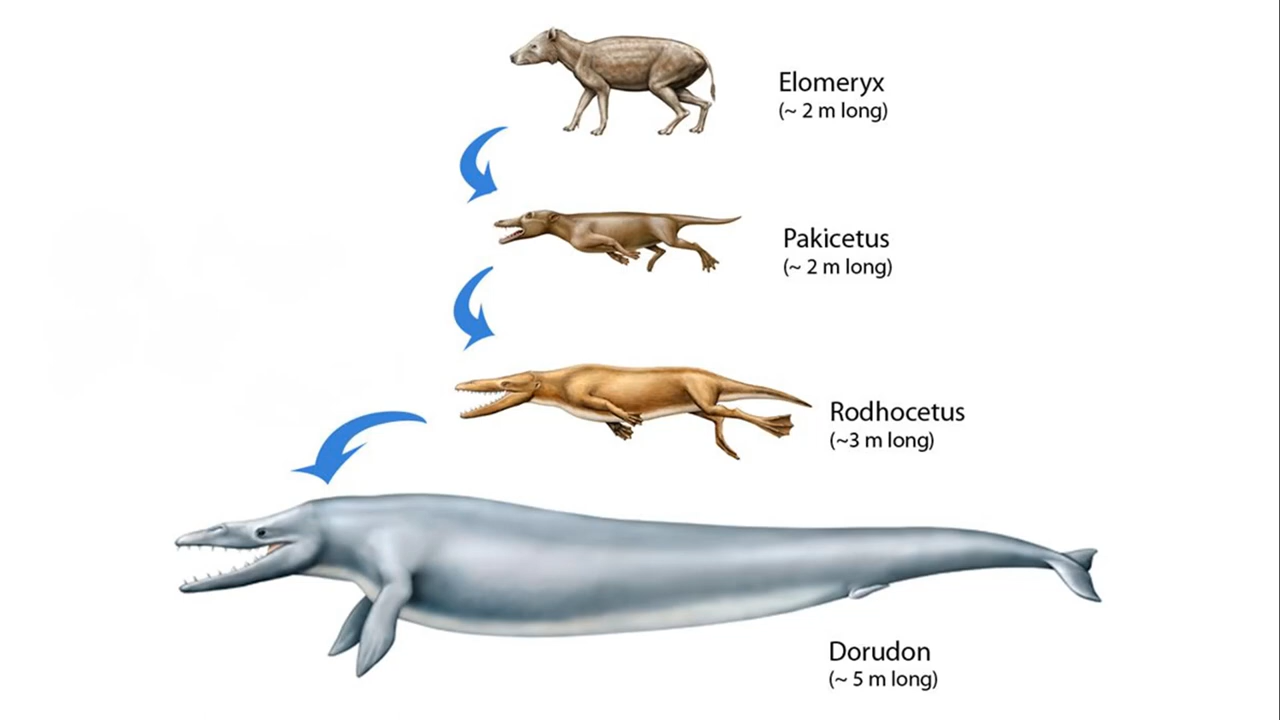 Elomeryx
(~ 2 m long)
Pakicetus
(~ 2 m long)
Rodhocetus
(~3 m long)
Dorudon
(~ 5 m long)